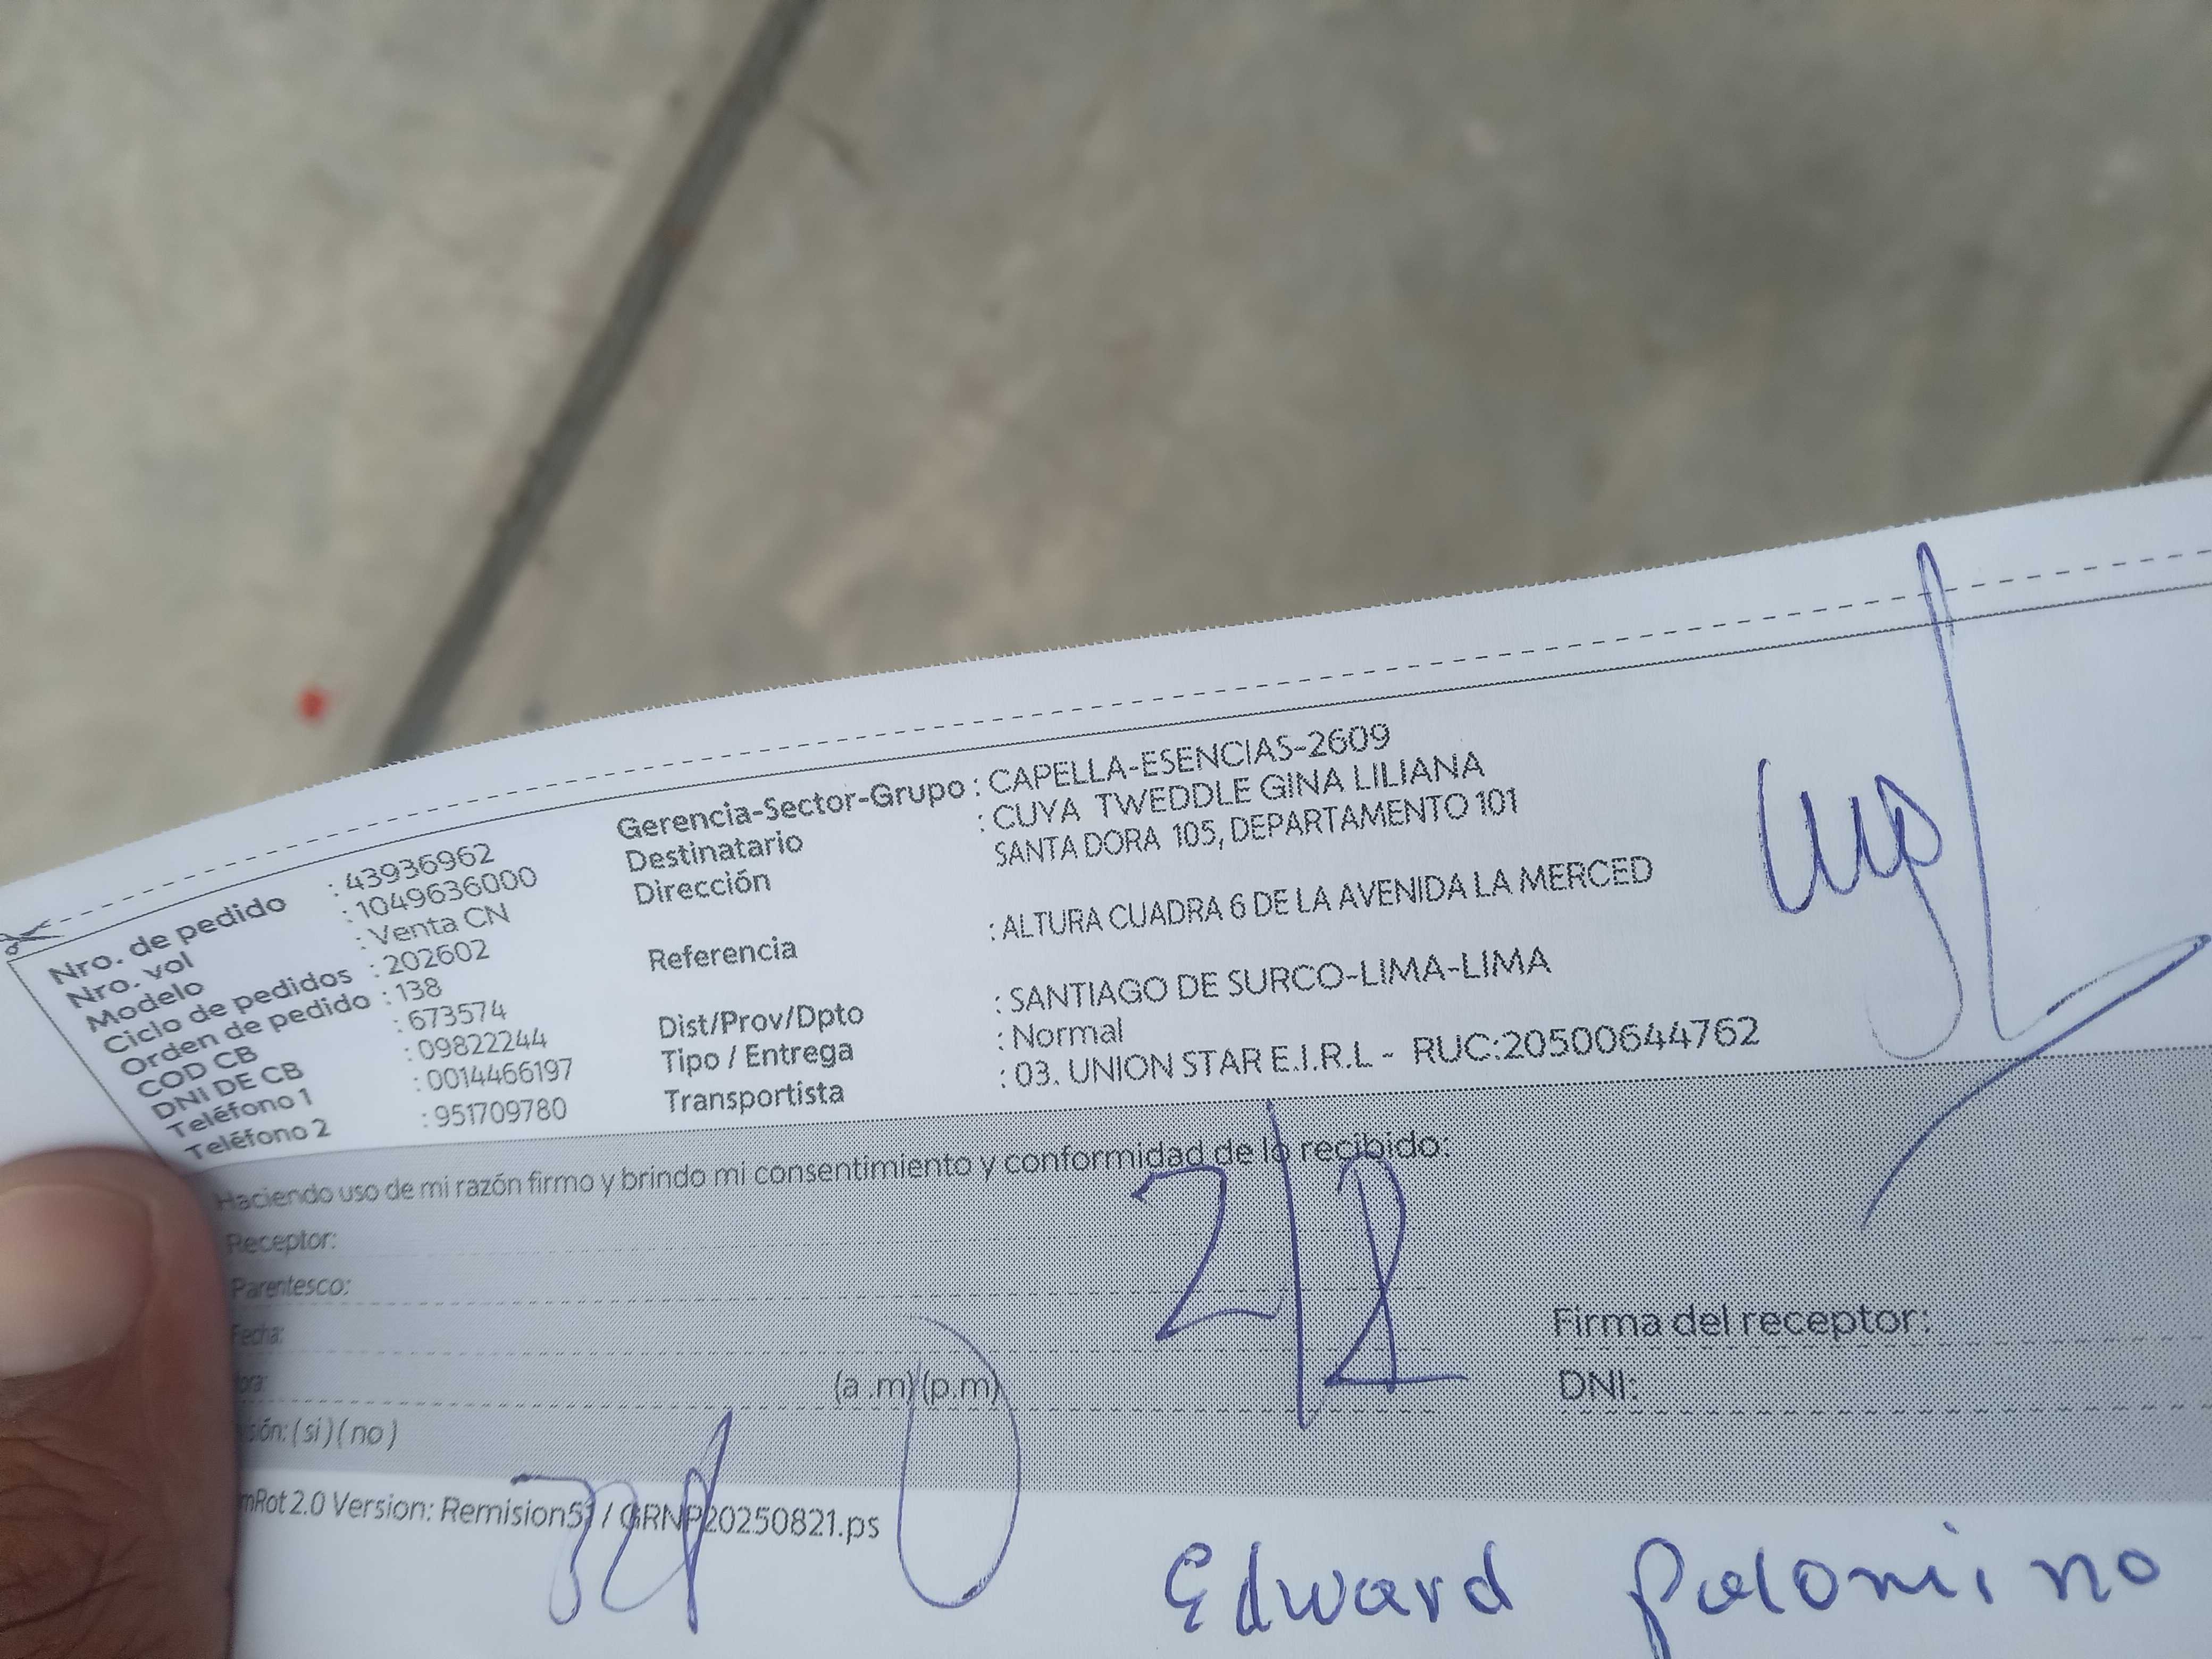 Nro. de pedido : 43936962
Nro. vol : 1049636000
Modelo : Venta CN
Ciclo de pedidos : 202602
Orden de pedido : 138
COD CB : 673574
DNI DE CB : 09822244
Teléfono 1 : 0014466197
Teléfono 2 : 951709780
Gerencia-Sector-Grupo : CAPELLA-ESENCIAS-2609
Destinatario : CUYA TWEDDLE GINA LILIANA
Dirección SANTA DORA 105, DEPARTAMENTO 101
Referencia : ALTURA CUADRA 6 DE LA AVENIDA LA MERCED
Dist/Prov/Dpto : SANTIAGO DE SURCO-LIMA-LIMA
Tipo / Entrega : Normal
Transportista : 03. UNION STAR E.I.R.L - RUC:20500644762
Haciendo uso de mi razón firmo y brindo mi consentimiento y conformidad de lo recibido:
Receptor:
Parentesco:
Fecha:
(a .m) (p.m)
( si ) ( no )
Firma del receptor:
DNI:
2/2
mRot 2.0 Version: Remision51 / GRNP20250821.ps
Edward Palomino